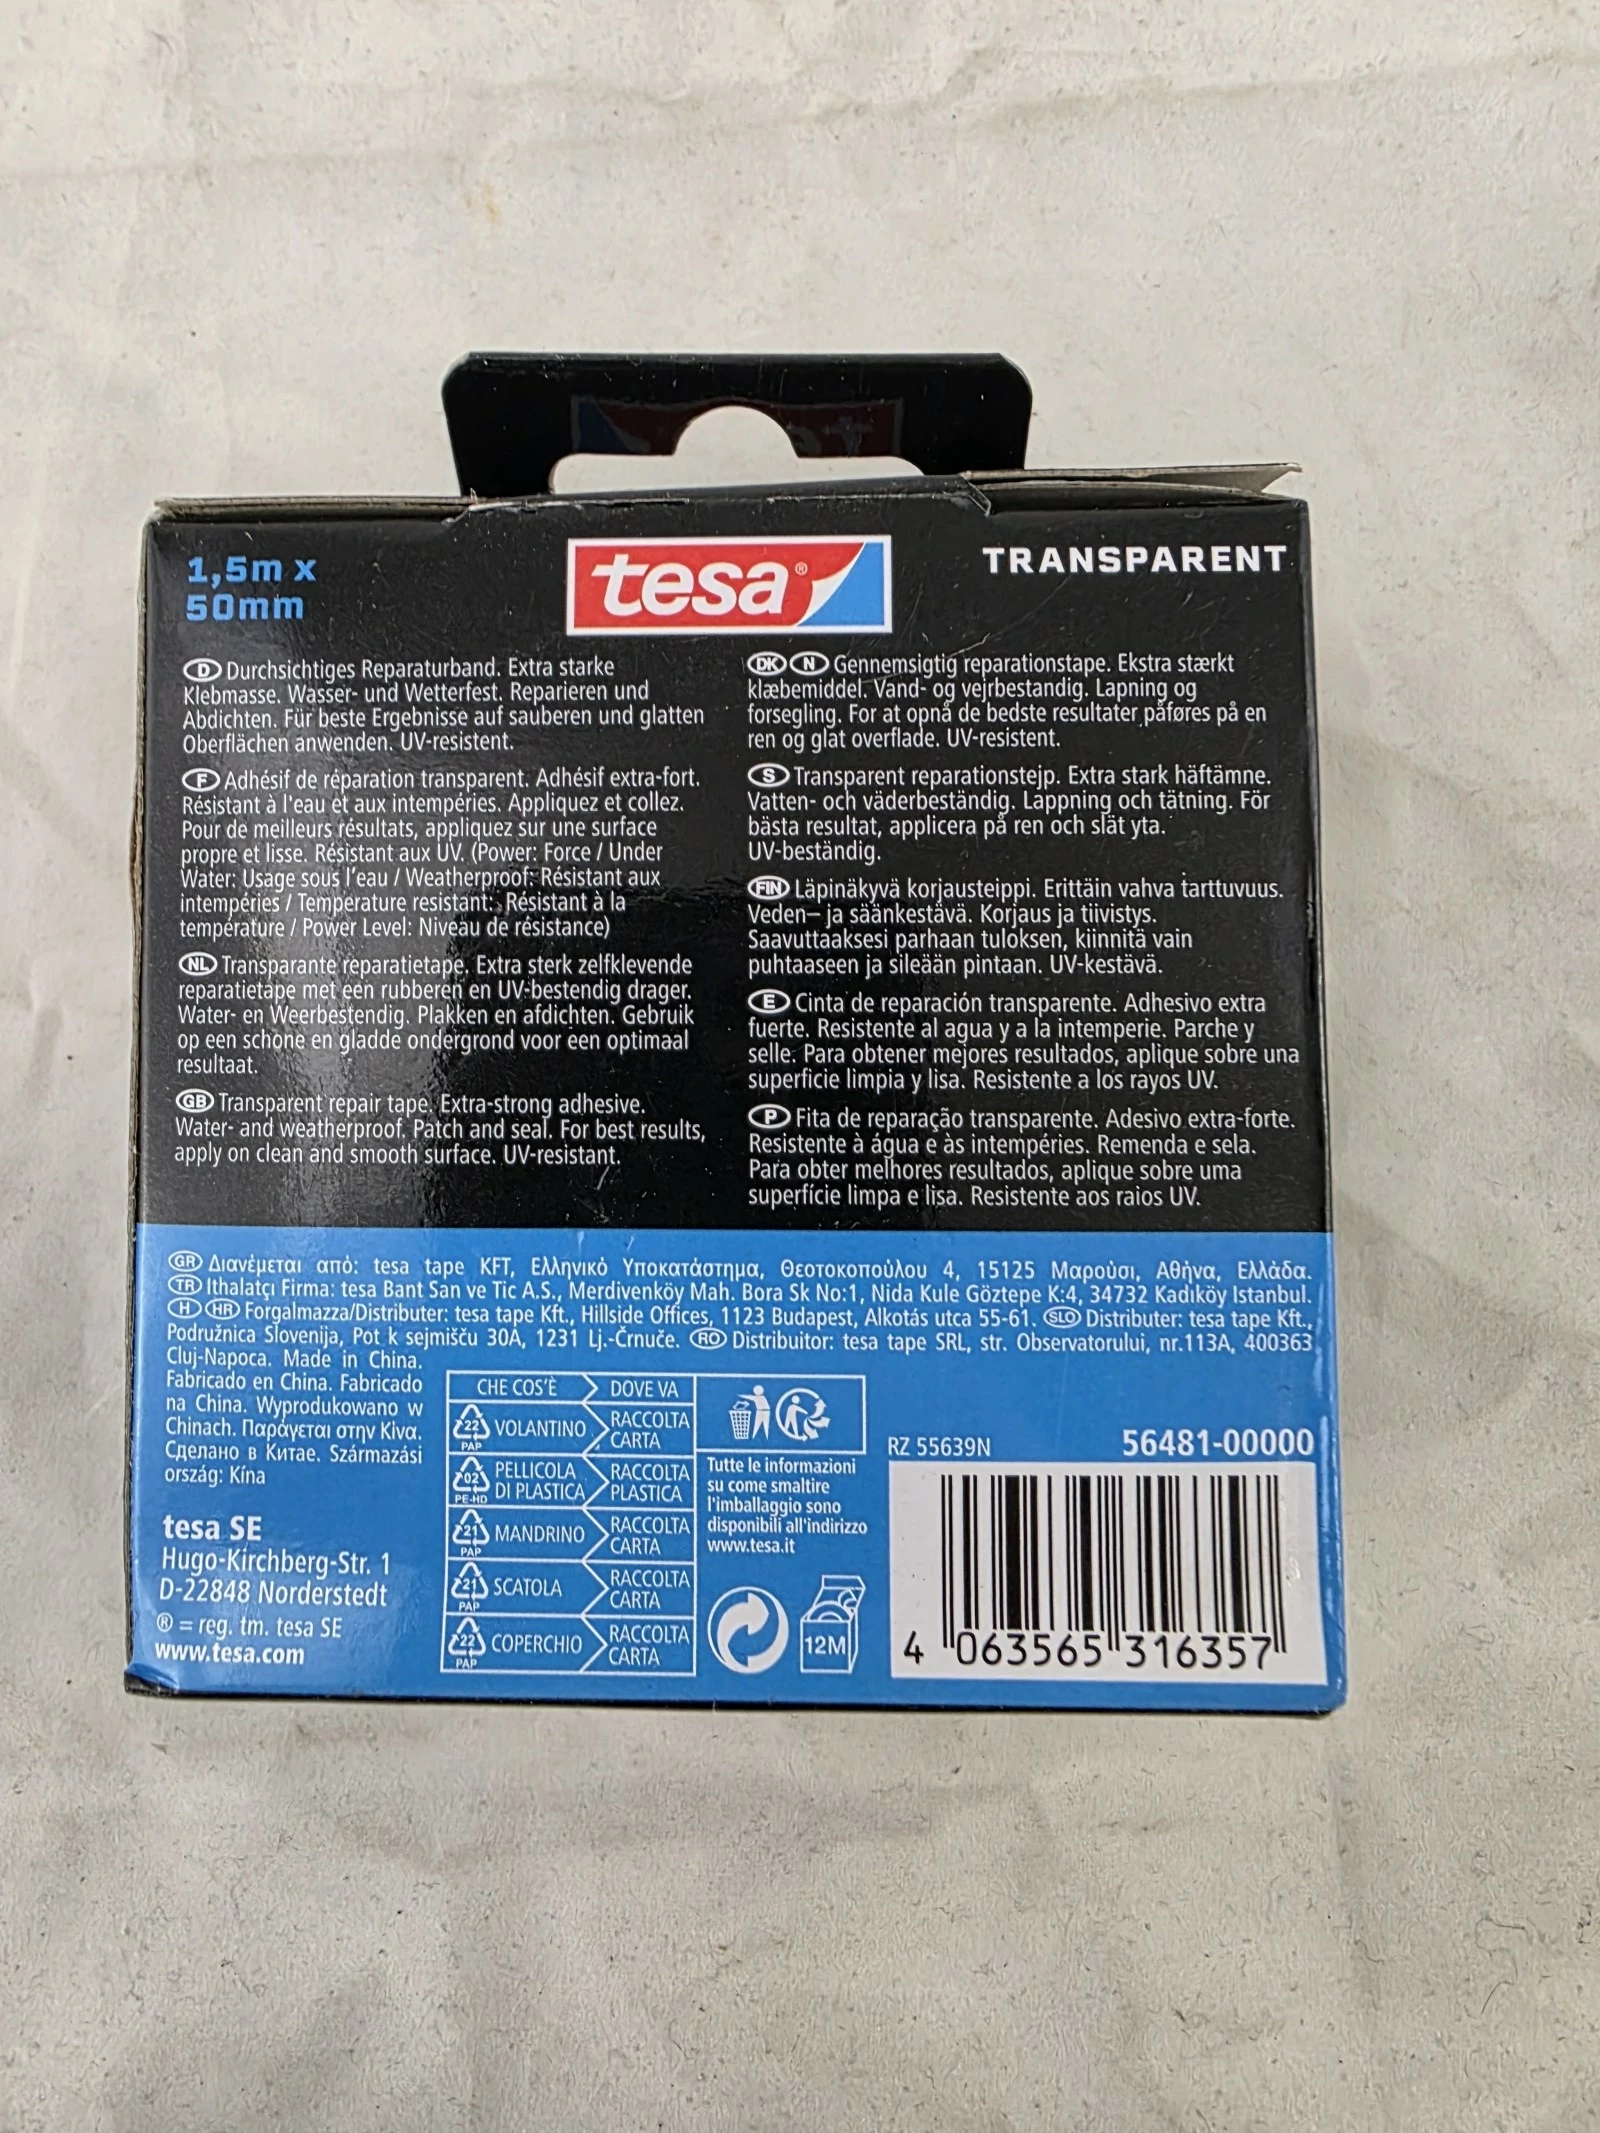 1,5m x
50mm
tesa®
TRANSPARENT
D Durchsichtiges Reparaturband. Extra starke
Klebmasse. Wasser- und Wetterfest. Reparieren und
Abdichten. Für beste Ergebnisse auf sauberen und glatten
Oberflächen anwenden. UV-resistent.
F Adhésif de réparation transparent. Adhésif extra-fort.
Résistant à l'eau et aux intempéries. Appliquez et collez.
Pour de meilleurs résultats, appliquez sur une surface
propre et lisse. Résistant aux UV. (Power: Force / Under
Water: Usage sous l'eau / Weatherproof: Résistant aux
intempéries / Temperature resistant: Résistant à la
température / Power Level: Niveau de résistance)
NL Transparante reparatietape. Extra sterk zelfklevende
reparatietape met een rubberen en UV-bestendig drager.
Water- en Weerbestendig. Plakken en afdichten. Gebruik
op een schone en gladde ondergrond voor een optimaal
resultaat.
GB Transparent repair tape. Extra-strong adhesive.
Water- and weatherproof. Patch and seal. For best results,
apply on clean and smooth surface. UV-resistant.
DK N Gennemsigtig reparationstape. Ekstra stærkt
klæbemiddel. Vand- og vejrbestandig. Lapning og
forsegling. For at opnå de bedste resultater påføres på en
ren og glat overflade. UV-resistent.
S Transparent reparationstejp. Extra stark häftämne.
Vatten- och väderbeständig. Lappning och tätning. För
bästa resultat, applicera på ren och slät yta.
UV-beständig.
FIN Läpinäkyvä korjausteippi. Erittäin vahva tarttuvuus.
Veden– ja säänkestävä. Korjaus ja tiivistys.
Saavuttaaksesi parhaan tuloksen, kiinnitä vain
puhtaaseen ja sileään pintaan. UV-kestävä.
E Cinta de reparación transparente. Adhesivo extra
fuerte. Resistente al agua y a la intemperie. Parche y
selle. Para obtener mejores resultados, aplique sobre una
superficie limpia y lisa. Resistente a los rayos UV.
P Fita de reparação transparente. Adesivo extra-forte.
Resistente à água e às intempéries. Remenda e sela.
Para obter melhores resultados, aplique sobre uma
superfície limpa e lisa. Resistente aos raios UV.
GR Διανέμεται από: tesa tape KFT, Ελληνικό Υποκατάστημα, Θεοτοκοπούλου 4, 15125 Μαρούσι, Αθήνα, Ελλάδα.
TR İthalatçı Firma: tesa Bant San ve Tic A.S., Merdivenköy Mah. Bora Sk No:1, Nida Kule Göztepe K:4, 34732 Kadıköy Istanbul.
H HR Forgalmazza/Distributer: tesa tape Kft., Hillside Offices, 1123 Budapest, Alkotás utca 55-61. SLO Distributer: tesa tape Kft.,
Podružnica Slovenija, Pot k sejmišču 30A, 1231 Lj.-Črnuče. RO Distribuitor: tesa tape SRL, str. Observatorului, nr.113A, 400363
Cluj-Napoca. Made in China.
Fabricado en China. Fabricado
na China. Wyprodukowano w
Chinach. Παράγεται στην Κίνα.
Сделано в Китае. Származási
ország: Kína
tesa SE
Hugo-Kirchberg-Str. 1
D-22848 Norderstedt
® = reg. tm. tesa SE
www.tesa.com
CHE COS'È DOVE VA
22 PAP VOLANTINO RACCOLTA CARTA
02 PE-HD PELLICOLA DI PLASTICA RACCOLTA PLASTICA
21 PAP MANDRINO RACCOLTA CARTA
21 PAP SCATOLA RACCOLTA CARTA
22 PAP COPERCHIO RACCOLTA CARTA
Tutte le informazioni
su come smaltire
l'imballaggio sono
disponibili all'indirizzo
www.tesa.it
12M
RZ 55639N
56481-00000
4 063565 316357